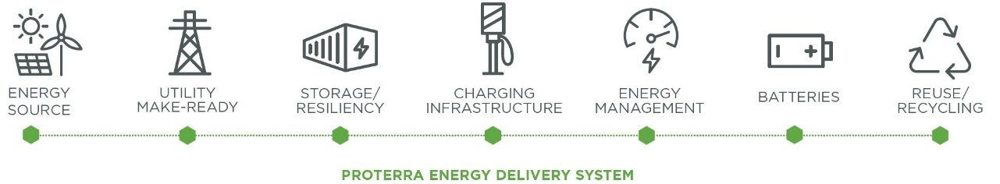 ENERGY
SOURCE
UTILITY
MAKE-READY
STORAGE/
RESILIENCY
CHARGING
INFRASTRUCTURE
ENERGY
MANAGEMENT
BATTERIES
REUSE/
RECYCLING
PROTERRA ENERGY DELIVERY SYSTEM